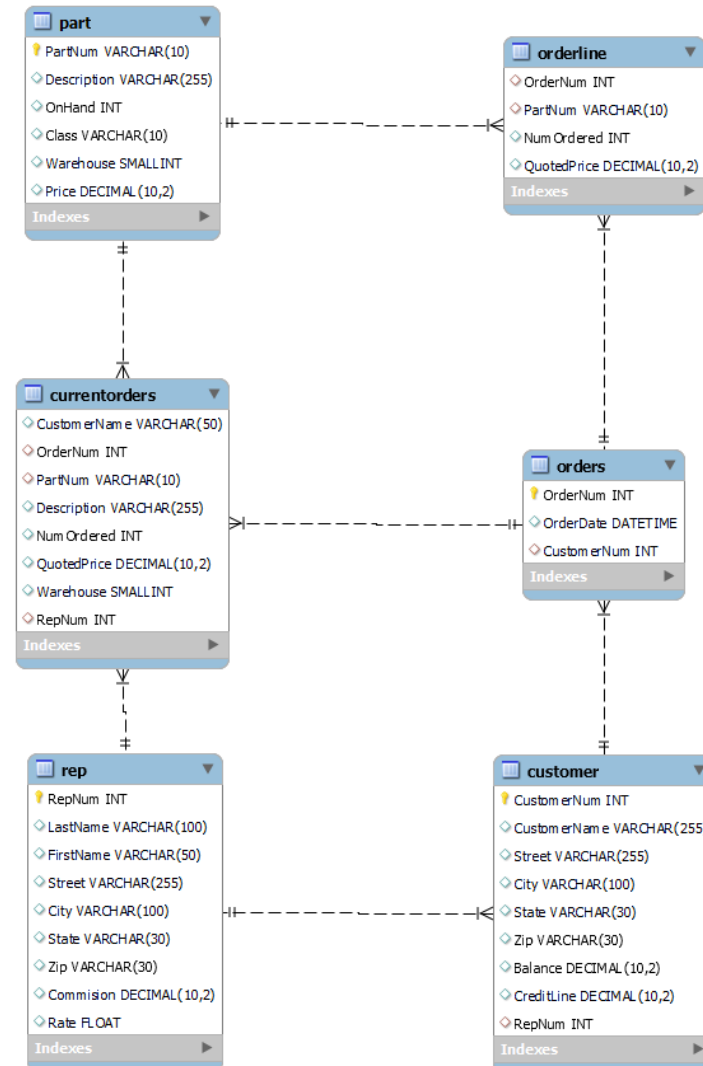 part
PartNum VARCHAR(10)
Description VARCHAR(255)
OnHand INT
Class VARCHAR(10)
Warehouse SMALLINT
Price DECIMAL(10,2)
Indexes
orderline
OrderNum INT
PartNum VARCHAR(10)
NumOrdered INT
QuotedPrice DECIMAL(10,2)
Indexes
currentorders
CustomerName VARCHAR(50)
OrderNum INT
PartNum VARCHAR(10)
Description VARCHAR(255)
NumOrdered INT
QuotedPrice DECIMAL(10,2)
Warehouse SMALLINT
RepNum INT
Indexes
orders
OrderNum INT
OrderDate DATETIME
CustomerNum INT
Indexes
rep
RepNum INT
LastName VARCHAR(100)
FirstName VARCHAR(50)
Street VARCHAR(255)
City VARCHAR(100)
State VARCHAR(30)
Zip VARCHAR(30)
Commision DECIMAL(10,2)
Rate FLOAT
Indexes
customer
CustomerNum INT
CustomerName VARCHAR(255
Street VARCHAR(255)
City VARCHAR(100)
State VARCHAR(30)
Zip VARCHAR(30)
Balance DECIMAL(10,2)
CreditLine DECIMAL(10,2)
RepNum INT
Indexes